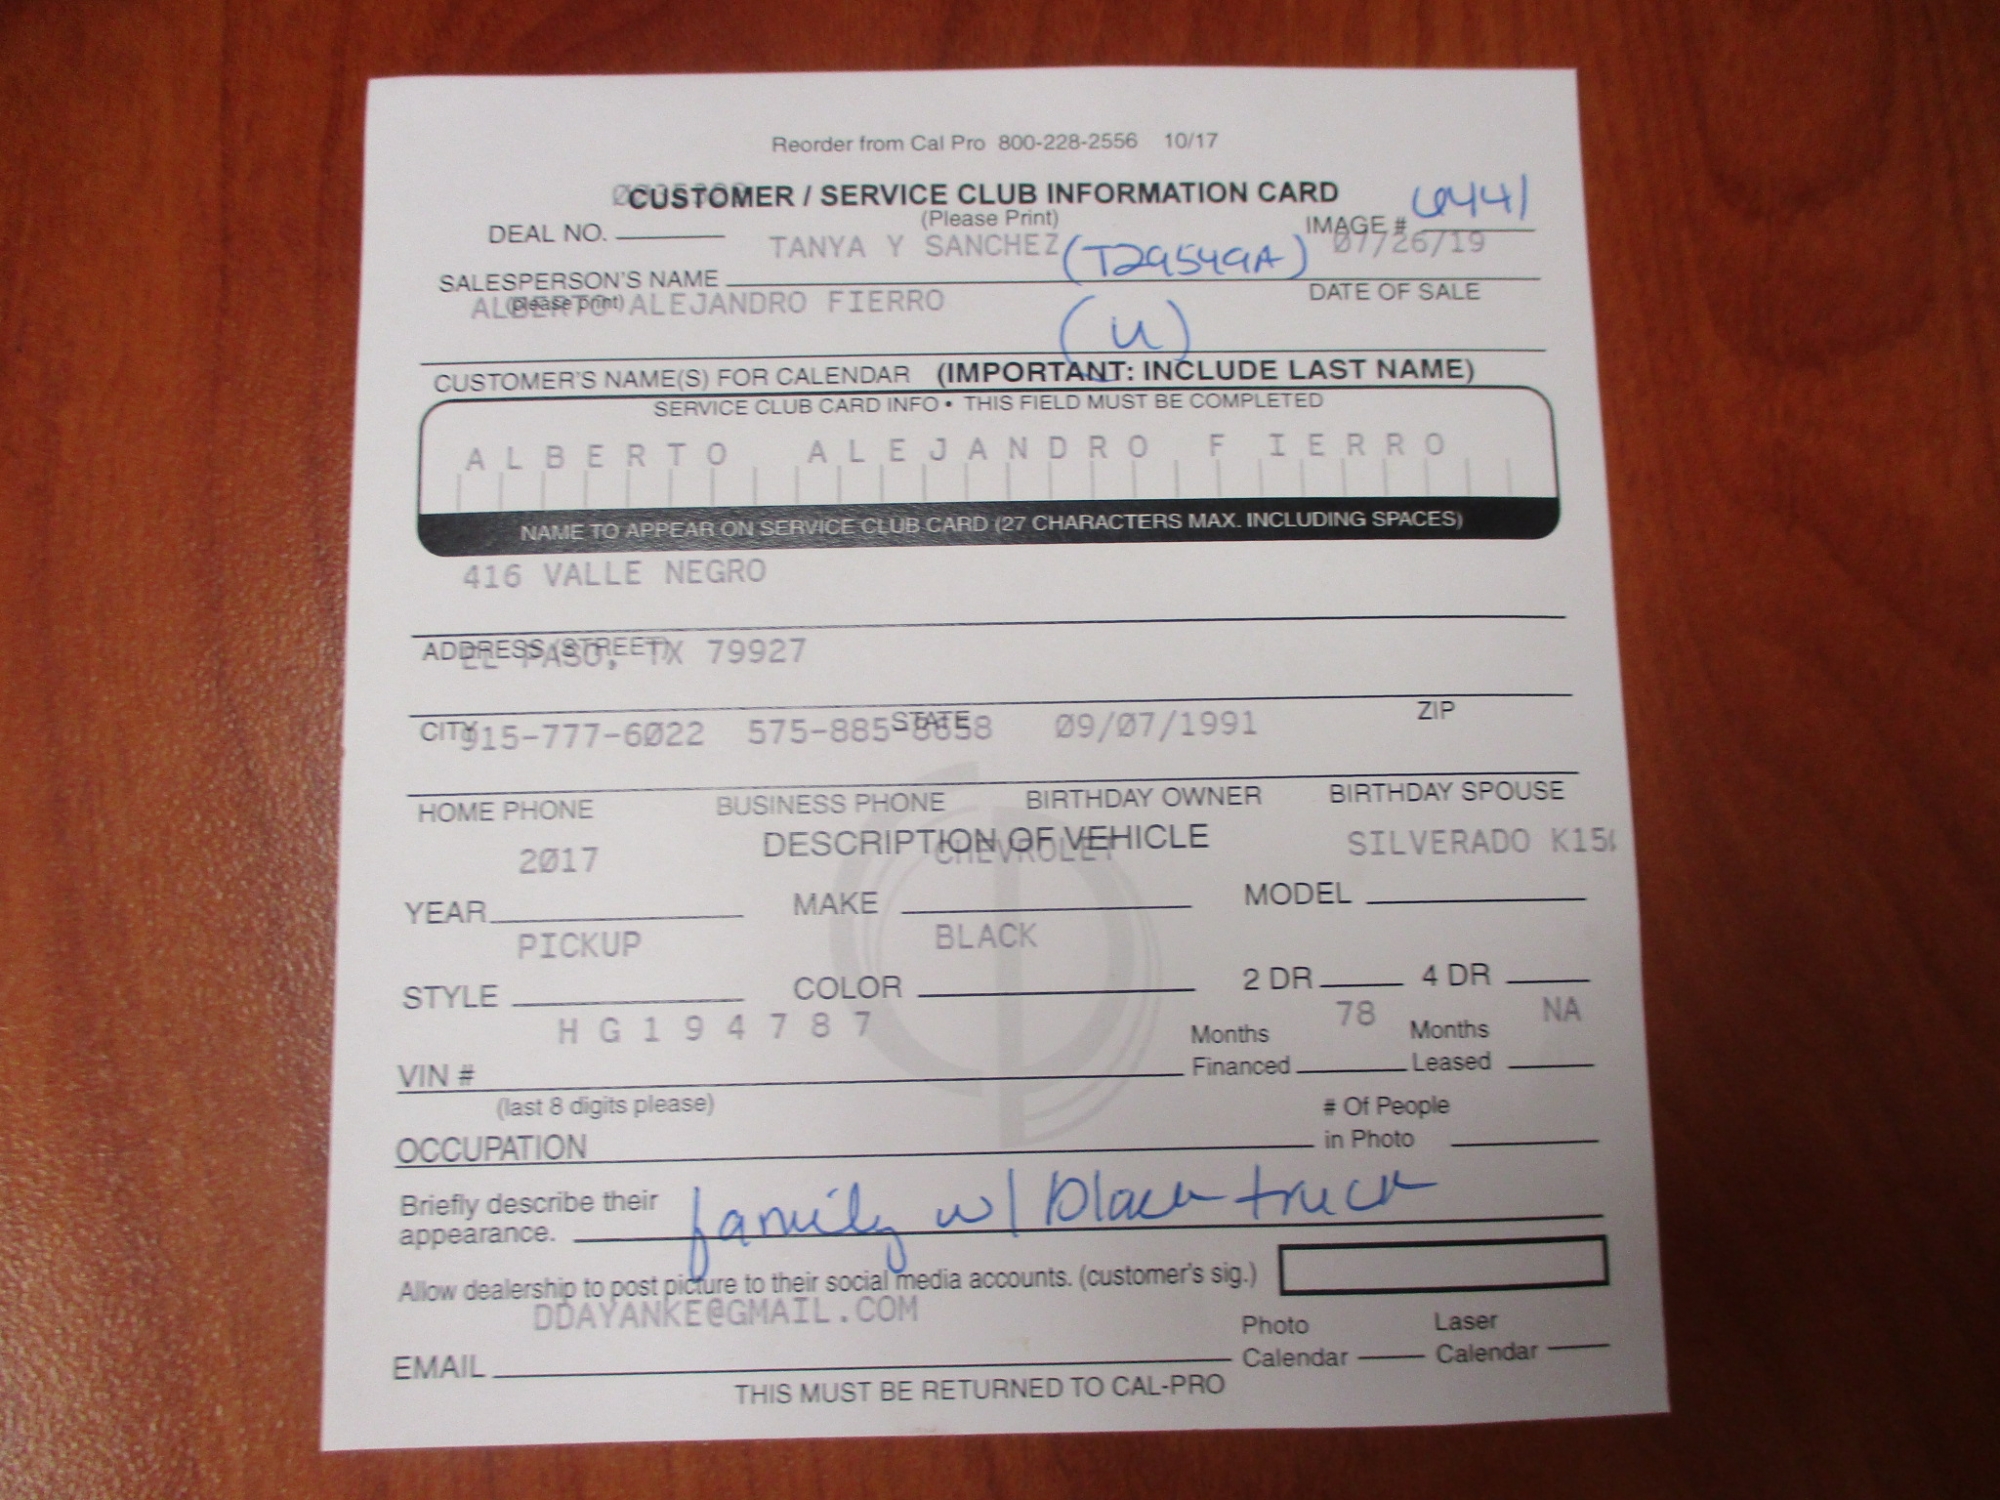 Reorder from Cal Pro 800-228-2556 10/17
CUSTOMER / SERVICE CLUB INFORMATION CARD
(Please Print)
DEAL NO.
IMAGE # 6441
TANYA Y SANCHEZ (T29549A) 07/26/19
SALESPERSON'S NAME
DATE OF SALE
(please print)
ALBERTO ALEJANDRO FIERRO
(u)
CUSTOMER'S NAME(S) FOR CALENDAR (IMPORTANT: INCLUDE LAST NAME)
SERVICE CLUB CARD INFO • THIS FIELD MUST BE COMPLETED
ALBERTO ALEJANDRO FIERRO
NAME TO APPEAR ON SERVICE CLUB CARD (27 CHARACTERS MAX. INCLUDING SPACES)
416 VALLE NEGRO
ADDRESS (STREET)
EL PASO, TX 79927
CITY STATE ZIP
915-777-6022 575-885-8658 09/07/1991
HOME PHONE BUSINESS PHONE BIRTHDAY OWNER BIRTHDAY SPOUSE
DESCRIPTION OF VEHICLE
2017 CHEVROLET SILVERADO K15
YEAR MAKE MODEL
PICKUP BLACK
STYLE COLOR 2 DR 4 DR
HG194787
Months Financed 78 Months Leased NA
VIN #
(last 8 digits please)
# Of People in Photo
OCCUPATION
Briefly describe their
appearance. family w/ black truck
Allow dealership to post picture to their social media accounts. (customer's sig.)
DDAYANKE@GMAIL.COM
EMAIL
Photo Calendar Laser Calendar
THIS MUST BE RETURNED TO CAL-PRO